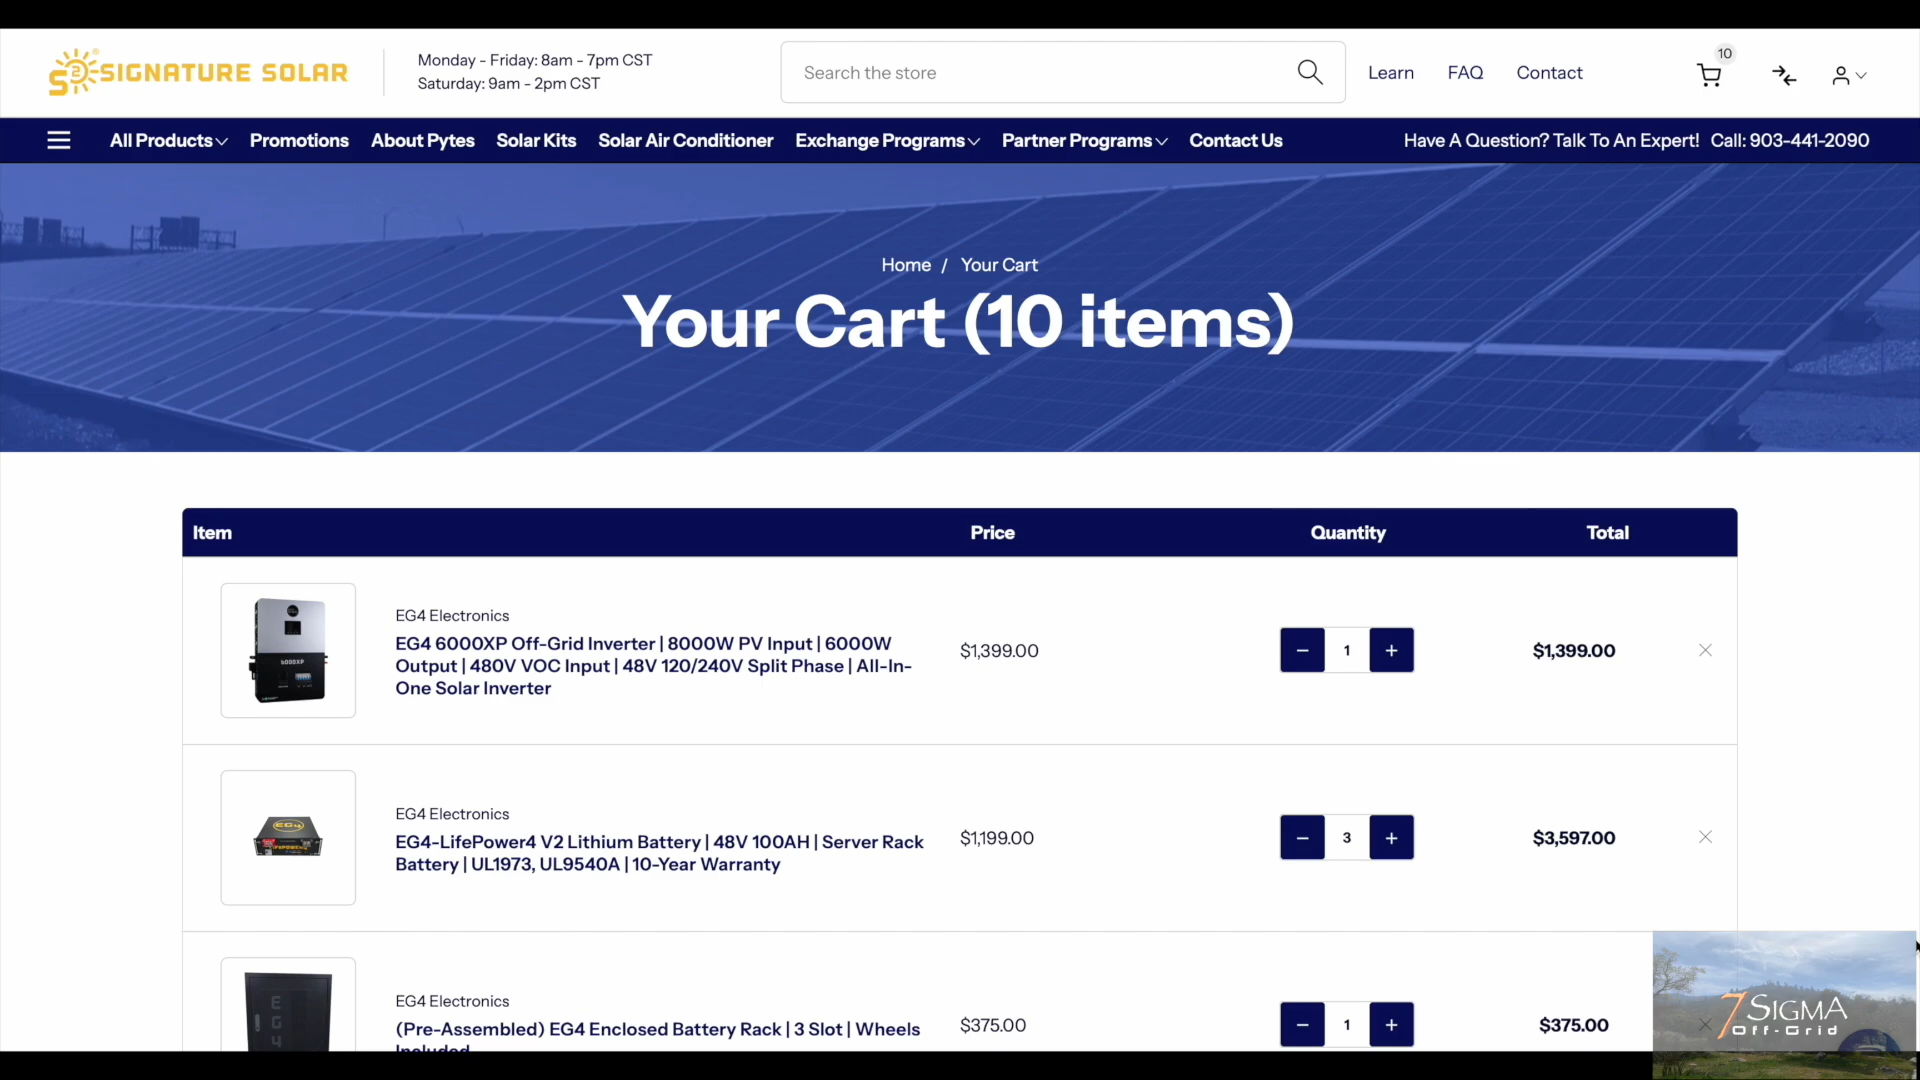 SIGNATURE SOLAR
Monday - Friday: 8am - 7pm CST
Saturday: 9am - 2pm CST
Search the store
Learn
FAQ
Contact
10
All Products
Promotions
About Pytes
Solar Kits
Solar Air Conditioner
Exchange Programs
Partner Programs
Contact Us
Have A Question? Talk To An Expert! Call: 903-441-2090
Home / Your Cart
Your Cart (10 items)
Item
Price
Quantity
Total
EG4 Electronics
EG4 6000XP Off-Grid Inverter | 8000W PV Input | 6000W
Output | 480V VOC Input | 48V 120/240V Split Phase | All-In-
One Solar Inverter
6000XP
$1,399.00
1
$1,399.00
EG4 Electronics
EG4-LifePower4 V2 Lithium Battery | 48V 100AH | Server Rack
Battery | UL1973, UL9540A | 10-Year Warranty
EG4
$1,199.00
3
$3,597.00
EG4 Electronics
(Pre-Assembled) EG4 Enclosed Battery Rack | 3 Slot | Wheels
Included
EG4
$375.00
1
$375.00
7SIGMA
Off-Grid